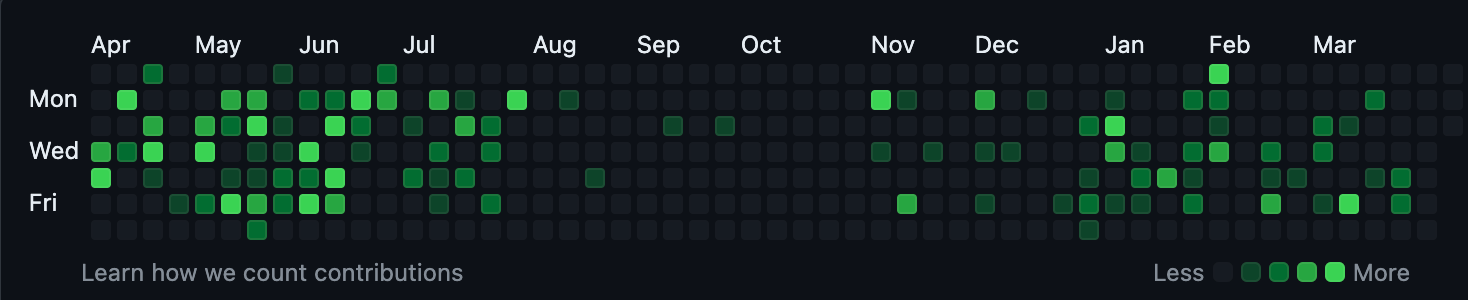 Apr May Jun Jul Aug Sep Oct Nov Dec Jan Feb Mar
Mon
Wed
Fri
Learn how we count contributions Less More